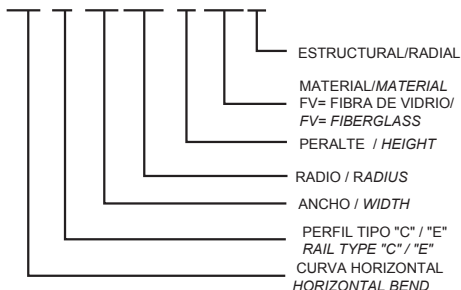 ESTRUCTURAL/RADIAL
MATERIAL/MATERIAL
FV= FIBRA DE VIDRIO/
FV= FIBERGLASS
PERALTE / HEIGHT
RADIO / RADIUS
ANCHO / WIDTH
PERFIL TIPO "C" / "E"
RAIL TYPE "C" / "E"
CURVA HORIZONTAL
HORIZONTAL BEND